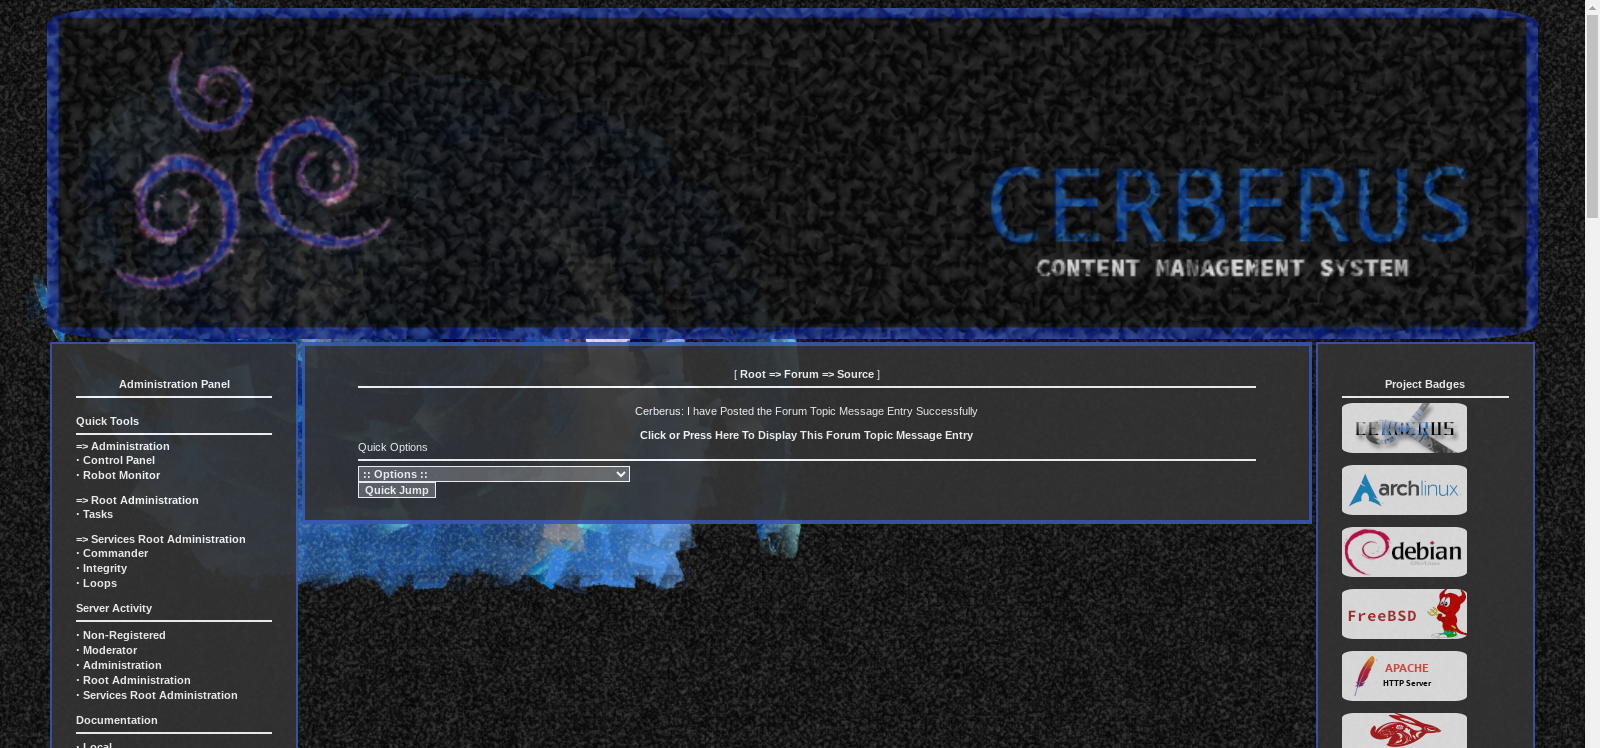 CERBERUS
CONTENT MANAGEMENT SYSTEM
Administration Panel
Quick Tools
=> Administration
· Control Panel
· Robot Monitor
=> Root Administration
· Tasks
=> Services Root Administration
· Commander
· Integrity
· Loops
Server Activity
· Non-Registered
· Moderator
· Administration
· Root Administration
· Services Root Administration
Documentation
· Local
[ Root => Forum => Source ]
Cerberus: I have Posted the Forum Topic Message Entry Successfully
Click or Press Here To Display This Forum Topic Message Entry
Quick Options
:: Options ::
Quick Jump
Project Badges
CERBERUS
archlinux
debian
FreeBSD
APACHE
HTTP Server